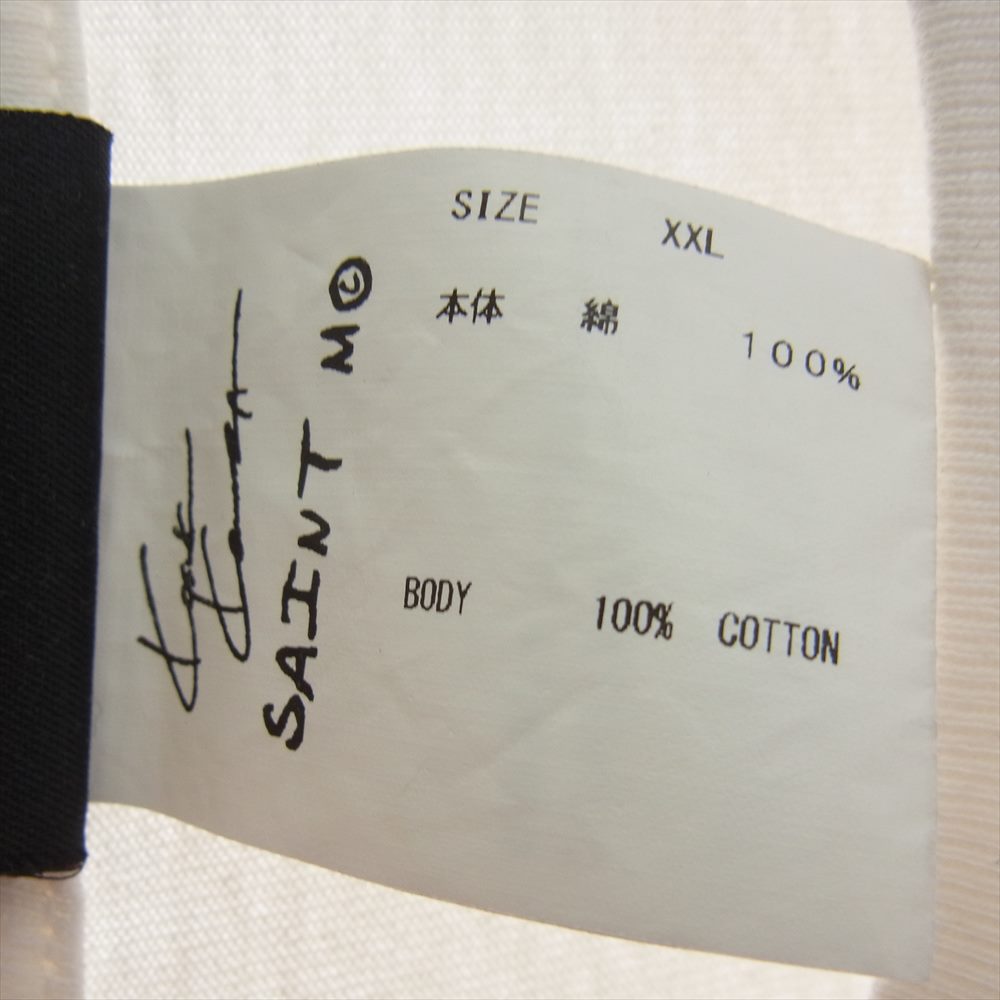 SIZE XXL
本体 綿 １００%
BODY 100% COTTON
SAINT M©